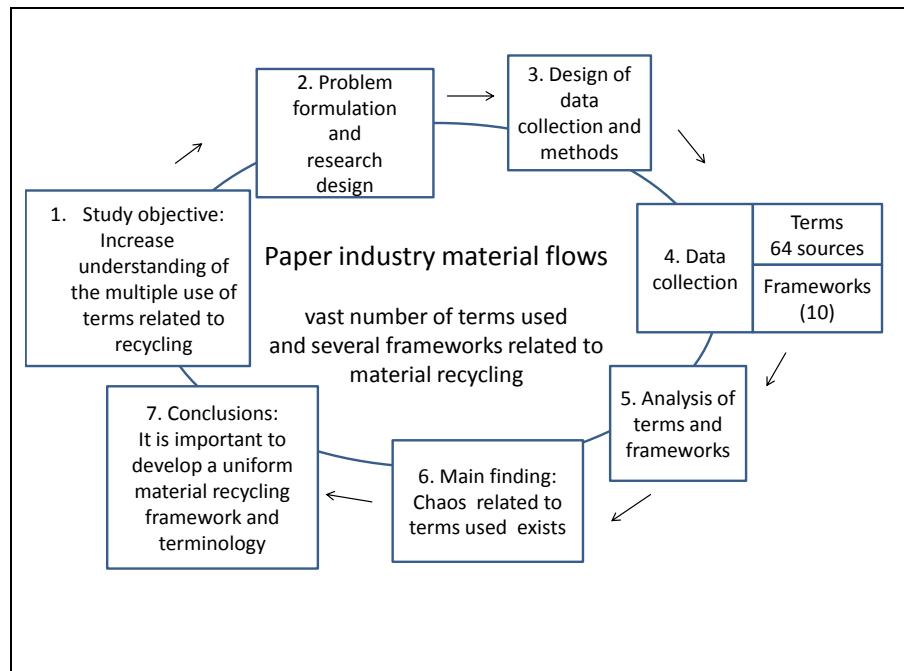 1. Study objective:
Increase
understanding of
the multiple use of
terms related to
recycling
2. Problem
formulation
and
research
design
3. Design of
data
collection and
methods
4. Data
collection
Terms
64 sources
Frameworks
(10)
5. Analysis of
terms and
frameworks
6. Main finding:
Chaos related to
terms used exists
7. Conclusions:
It is important to
develop a uniform
material recycling
framework and
terminology
Paper industry material flows
vast number of terms used
and several frameworks related to
material recycling